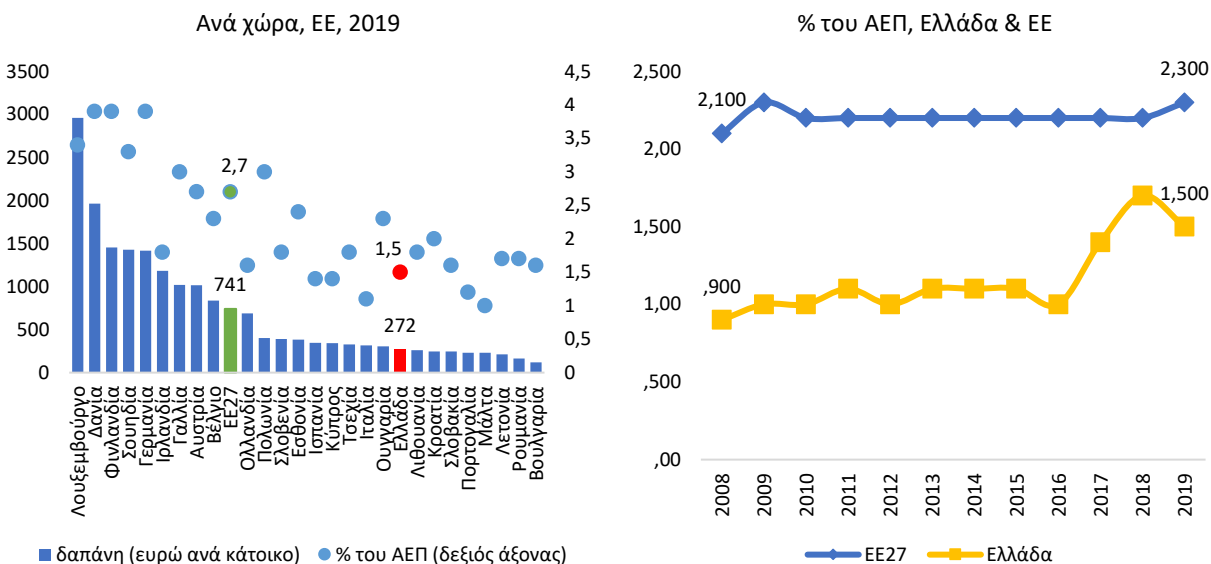 Ανά χώρα, ΕΕ, 2019
3500
3000
2500
2000
1500
1000
500
0
4,5
4
3,5
3
2,5
2
1,5
1
0,5
0
2,7
741
1,5
272
Λουξεμβούργο
Δανία
Φινλανδία
Σουηδία
Γερμανία
Ιρλανδία
Γαλλία
Αυστρία
Βέλγιο
ΕΕ27
Ολλανδία
Πολωνία
Σλοβενία
Εσθονία
Ισπανία
Κύπρος
Τσεχία
Ιταλία
Ουγγαρία
Ελλάδα
Λιθουανία
Κροατία
Σλοβακία
Πορτογαλία
Μάλτα
Λετονία
Ρουμανία
Βουλγαρία
δαπάνη (ευρώ ανά κάτοικο)
% του ΑΕΠ (δεξιός άξονας)
% του ΑΕΠ, Ελλάδα & ΕΕ
2,500
2,00
1,500
1,00
,500
,00
2,100
2,300
,900
1,500
2008
2009
2010
2011
2012
2013
2014
2015
2016
2017
2018
2019
ΕΕ27
Ελλάδα